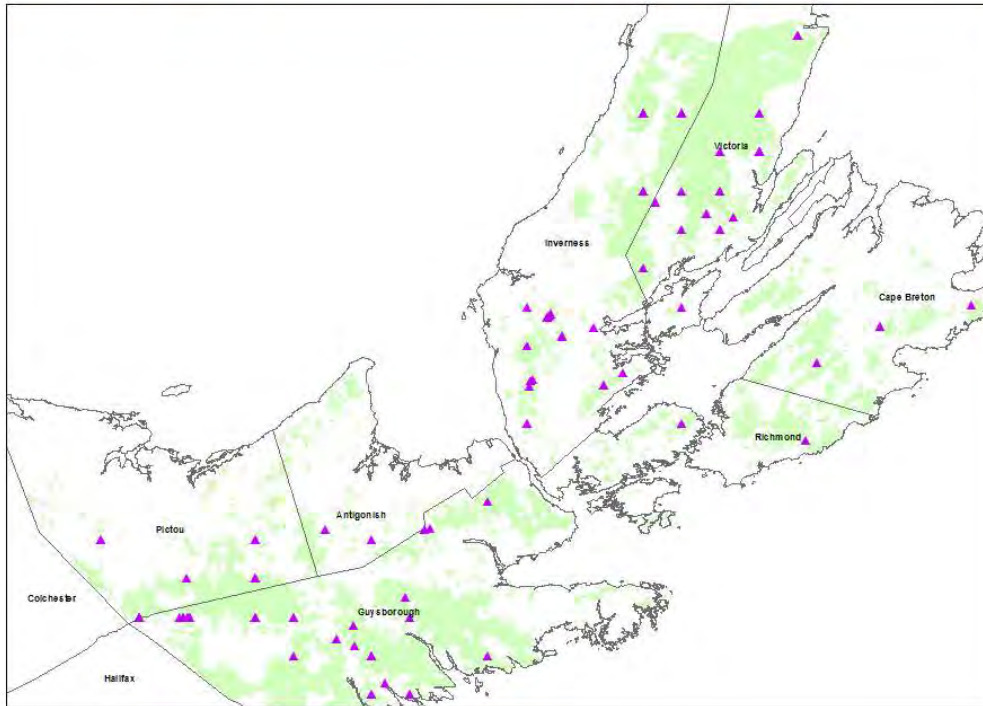 Victoria
Inverness
Cape Breton
Richmond
Antigonish
Pictou
Colchester
Guysborough
Halifax